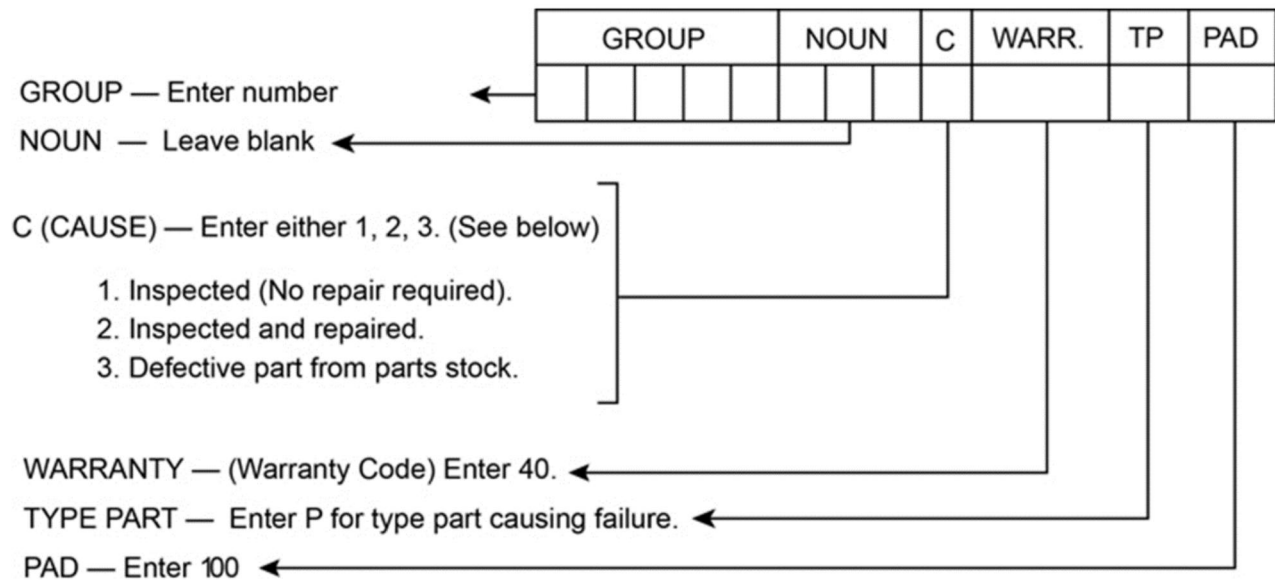 GROUP NOUN C WARR. TP PAD
GROUP — Enter number
NOUN — Leave blank
C (CAUSE) — Enter either 1, 2, 3. (See below)
1. Inspected (No repair required).
2. Inspected and repaired.
3. Defective part from parts stock.
WARRANTY — (Warranty Code) Enter 40.
TYPE PART — Enter P for type part causing failure.
PAD — Enter 100